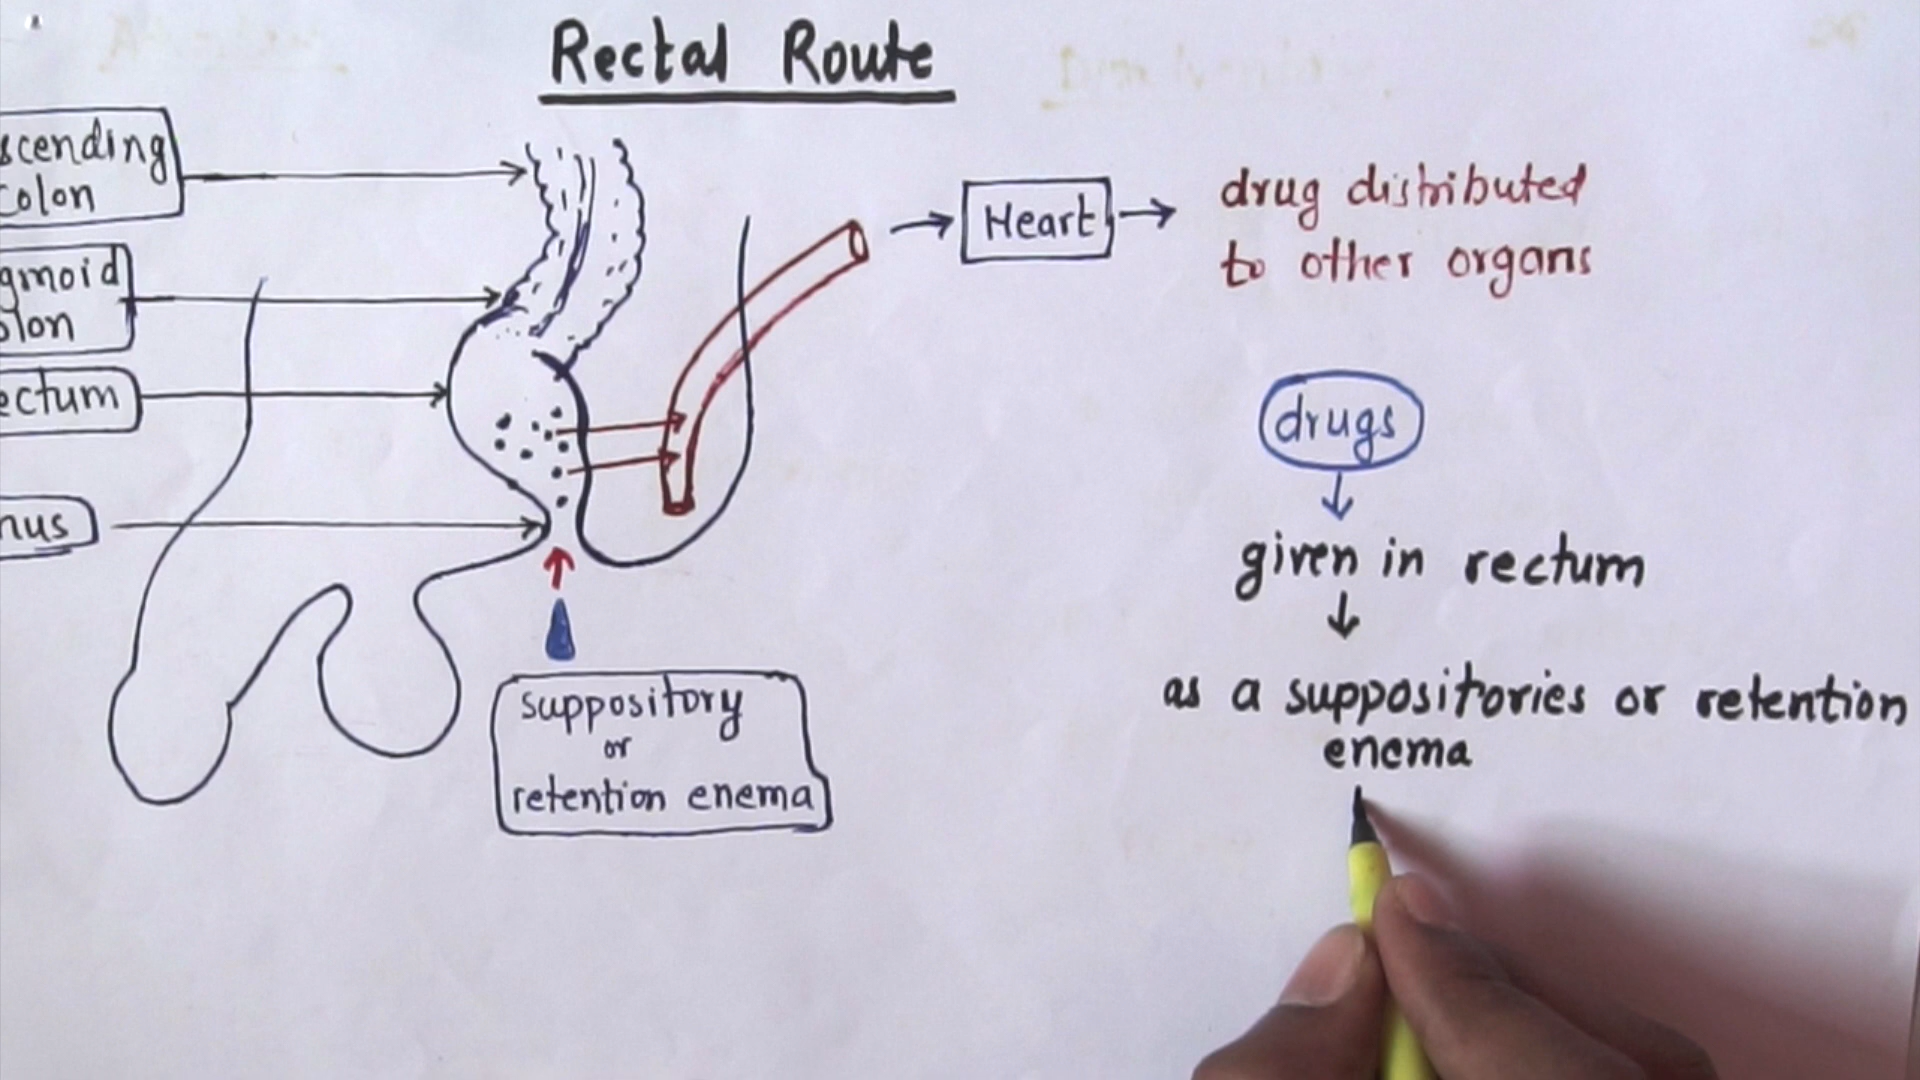 Rectal Route
scending
colon
gmoid
olon
ectum
nus
Heart
drug distributed
to other organs
suppository
or
retention enema
drugs
given in rectum
as a suppositories or retention
enema